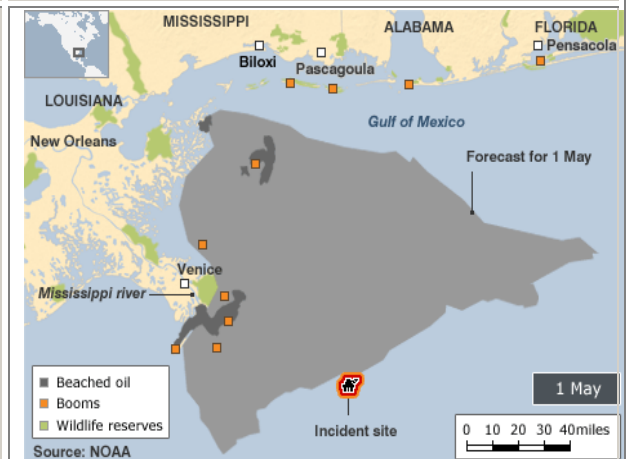 MISSISSIPPI
ALABAMA
FLORIDA
Pensacola
Biloxi
Pascagoula
LOUISIANA
Gulf of Mexico
New Orleans
Forecast for 1 May
Venice
Mississippi river
Beached oil
Booms
Wildlife reserves
1 May
Incident site
0 10 20 30 40miles
Source: NOAA